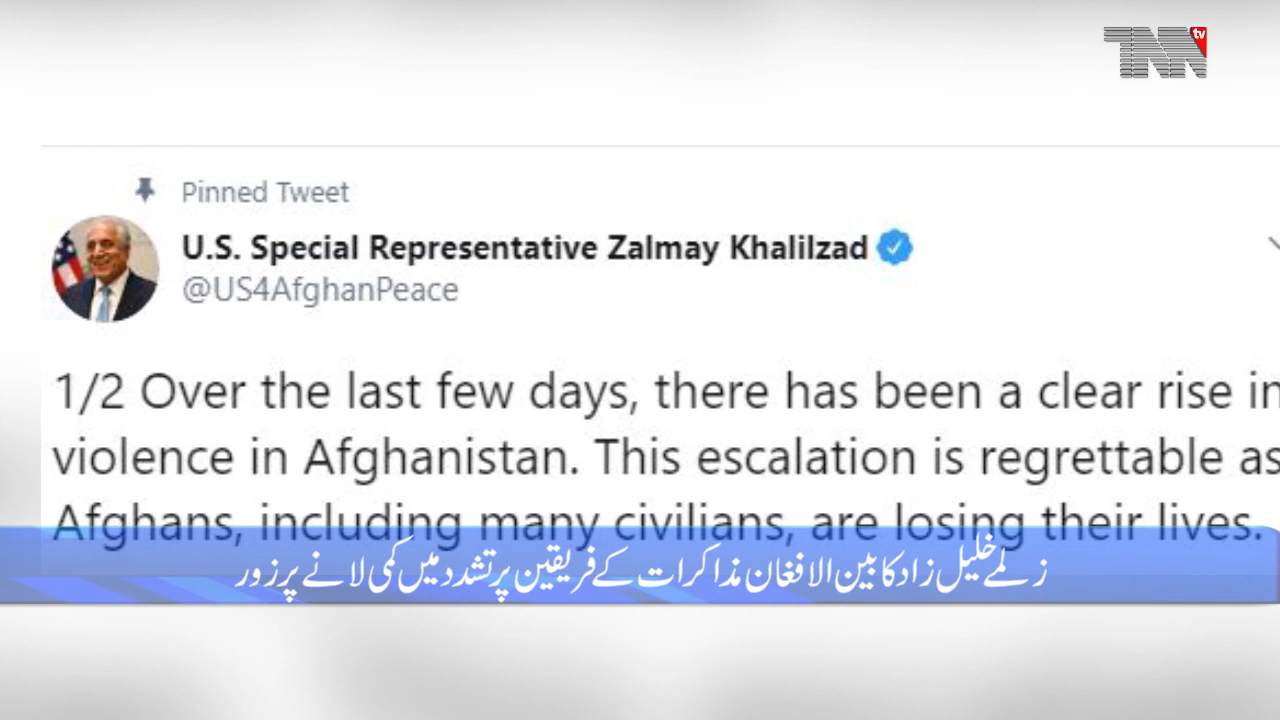 TNN tv
Pinned Tweet
U.S. Special Representative Zalmay Khalilzad
@US4AfghanPeace
1/2 Over the last few days, there has been a clear rise in
violence in Afghanistan. This escalation is regrettable as
Afghans, including many civilians, are losing their lives.
زلمے خلیل زاد کا بین الافغان مذاکرات کے فریقین پر تشدد میں کمی لانے پر زور